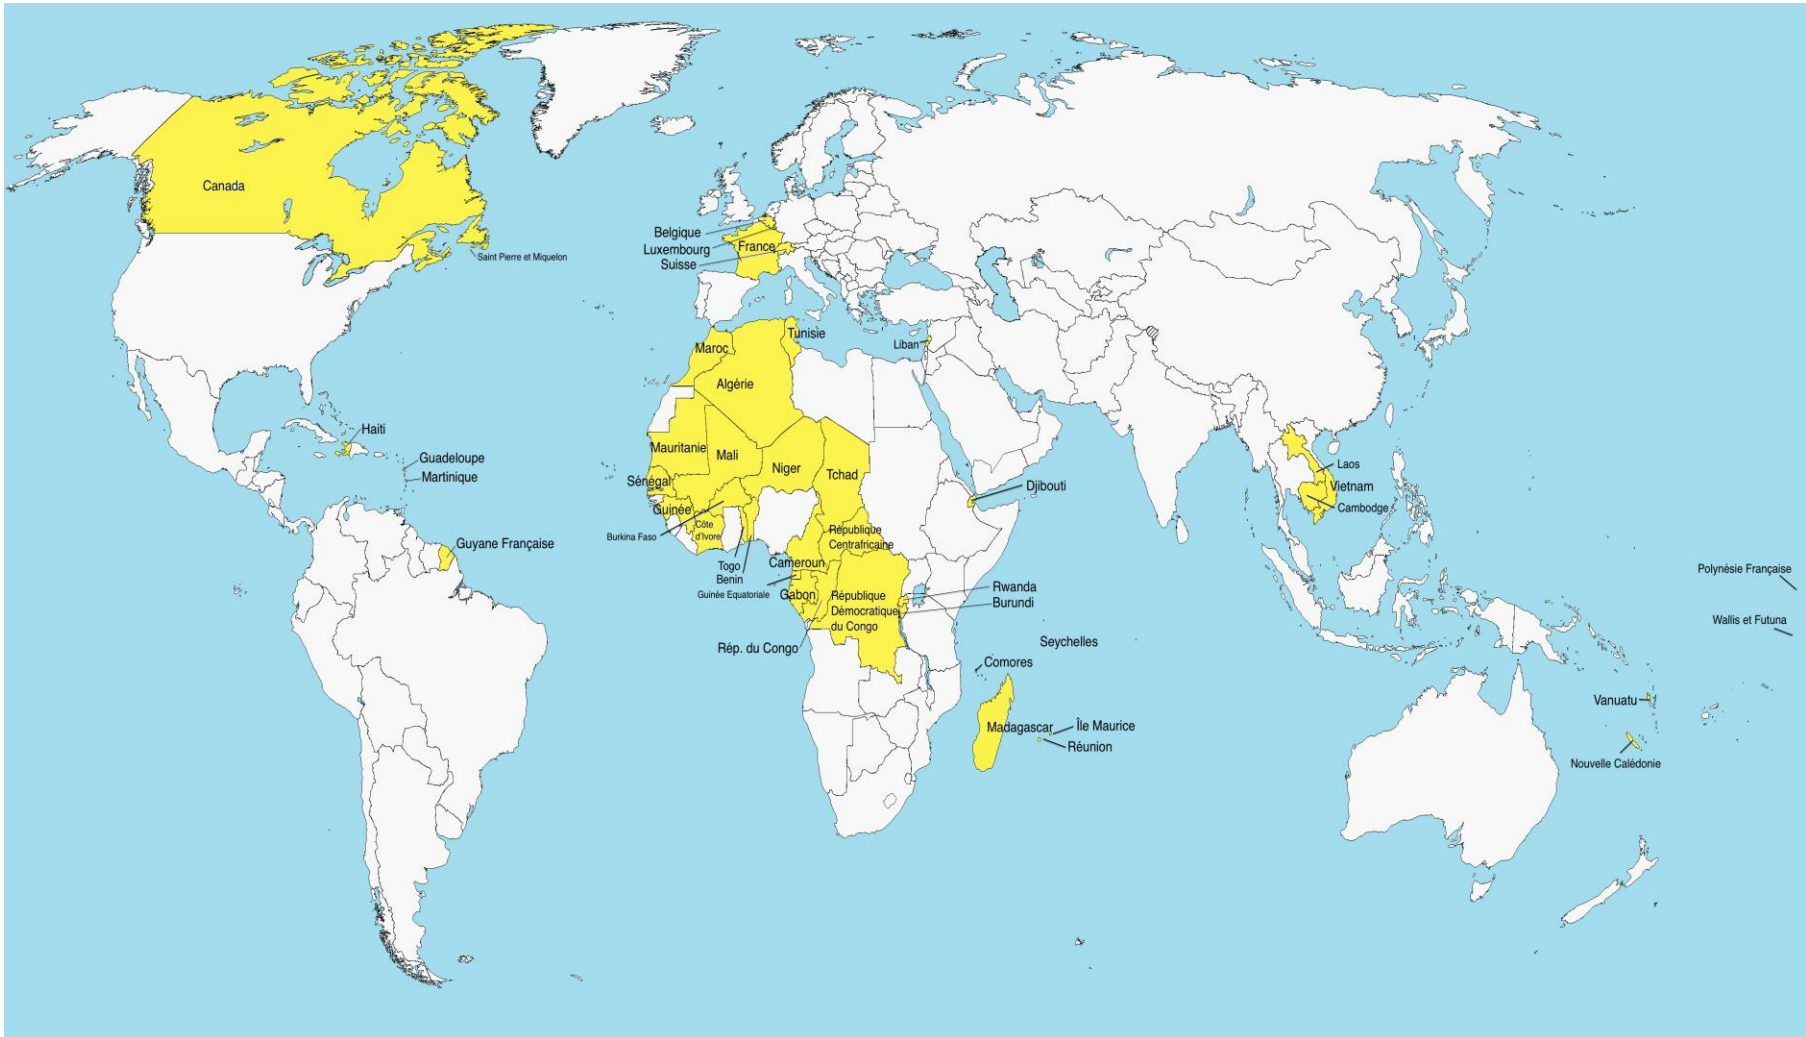 Canada
Saint Pierre et Miquelon
Belgique
Luxembourg
Suisse
France
Haiti
Guadeloupe
Martinique
Guyane Française
Tunisie
Maroc
Algérie
Liban
Mauritanie
Mali
Niger
Tchad
Sénégal
Guinée
Burkina Faso
Côte
d'Ivore
Togo
Benin
Djibouti
République
Centrafricaine
Cameroun
Guinée Equatoriale
Gabon
République
Démocratique
du Congo
Rép. du Congo
Rwanda
Burundi
Seychelles
Comores
Madagascar
Île Maurice
Réunion
Laos
Vietnam
Cambodge
Polynésie Française
Wallis et Futuna
Vanuatu
Nouvelle Calédonie